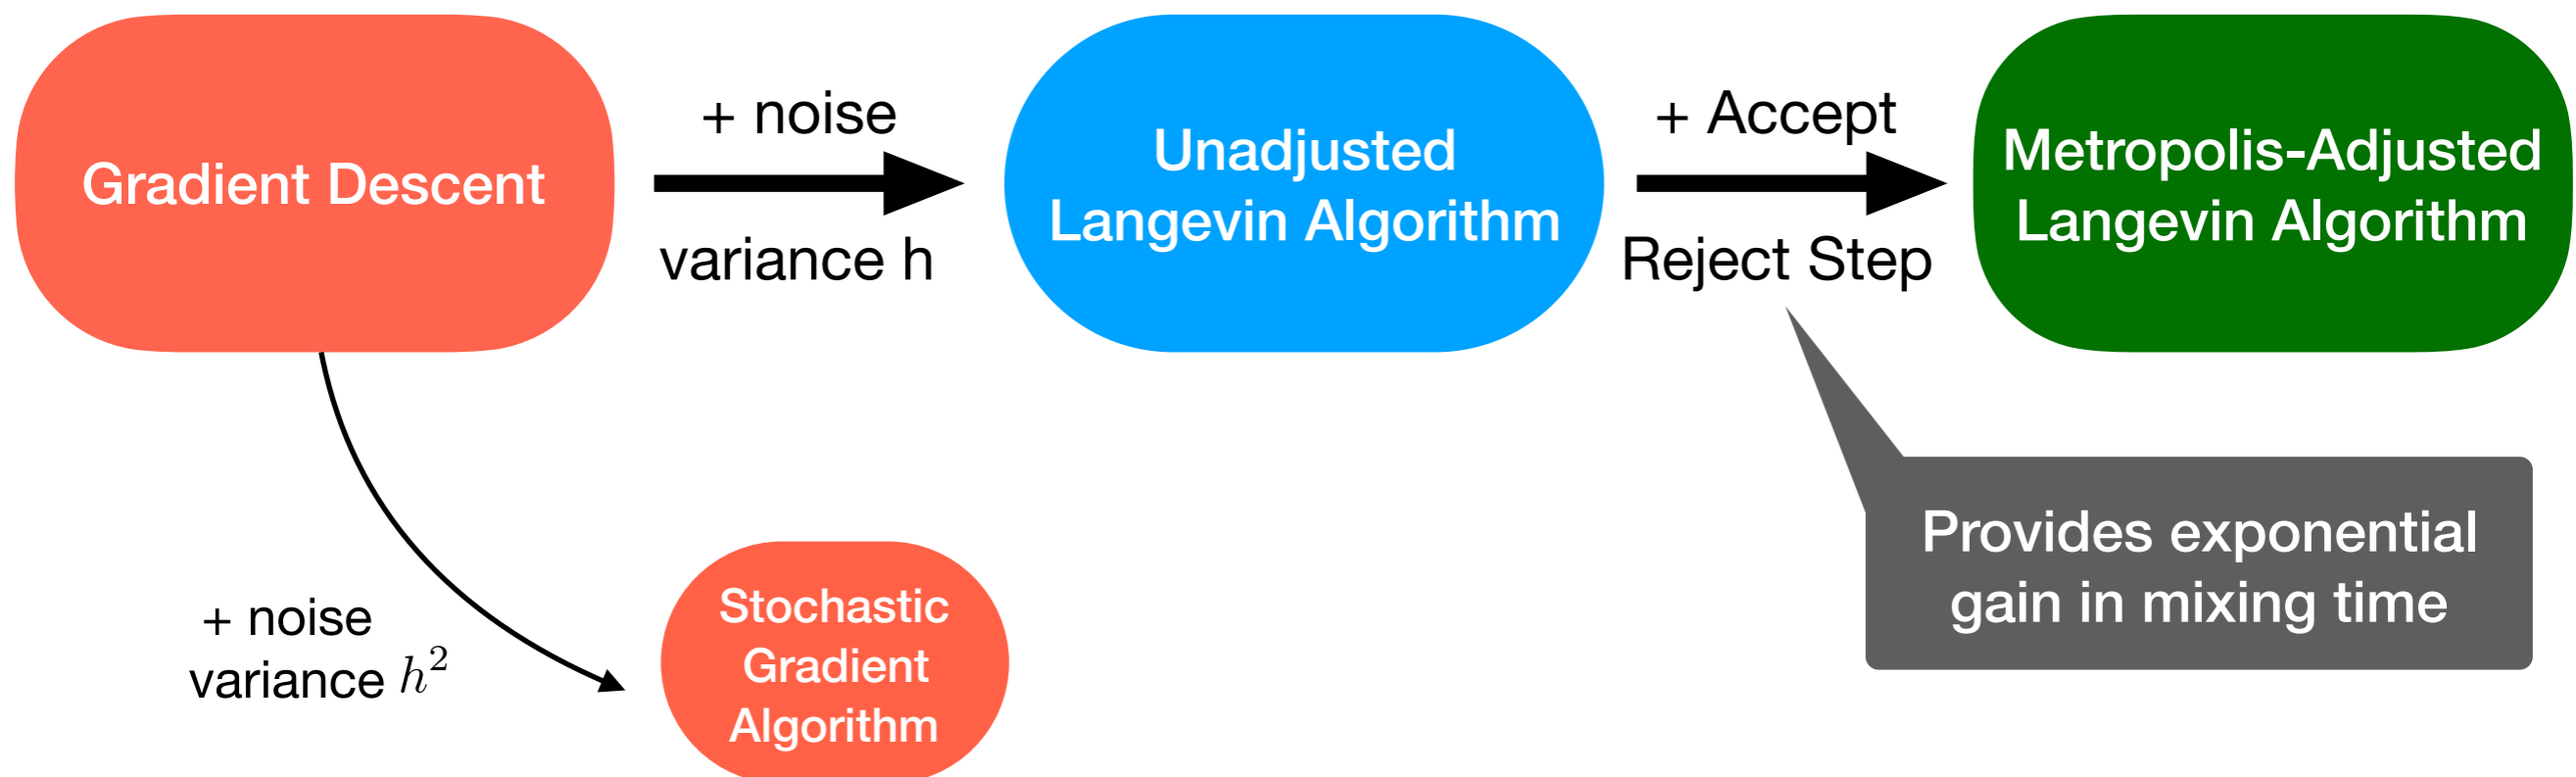 Gradient Descent
+ noise
variance h
Unadjusted
Langevin Algorithm
+ Accept
Reject Step
Metropolis-Adjusted
Langevin Algorithm
Provides exponential
gain in mixing time
+ noise
variance h²
Stochastic
Gradient
Algorithm